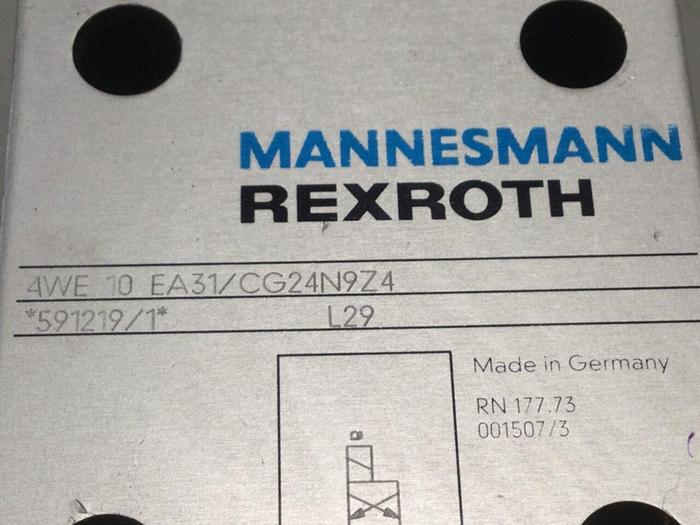 MANNESMANN
REXROTH
4WE 10 EA31/CG24N9Z4
*591219/1* L29
Made in Germany
RN 177.73
001507/3
a